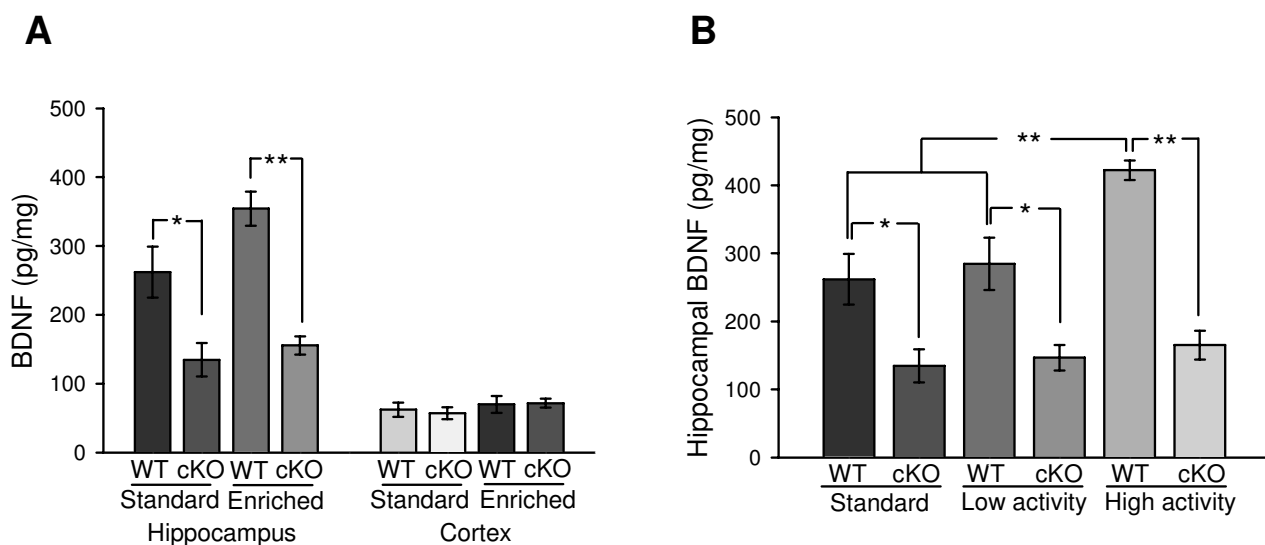 A
BDNF (pg/mg)
500
400
300
200
100
0
*
**
WT cKO WT cKO WT cKO WT cKO
Standard Enriched Standard Enriched
Hippocampus Cortex
B
Hippocampal BDNF (pg/mg)
500
400
300
200
100
0
*
*
**
**
WT cKO WT cKO WT cKO
Standard Low activity High activity